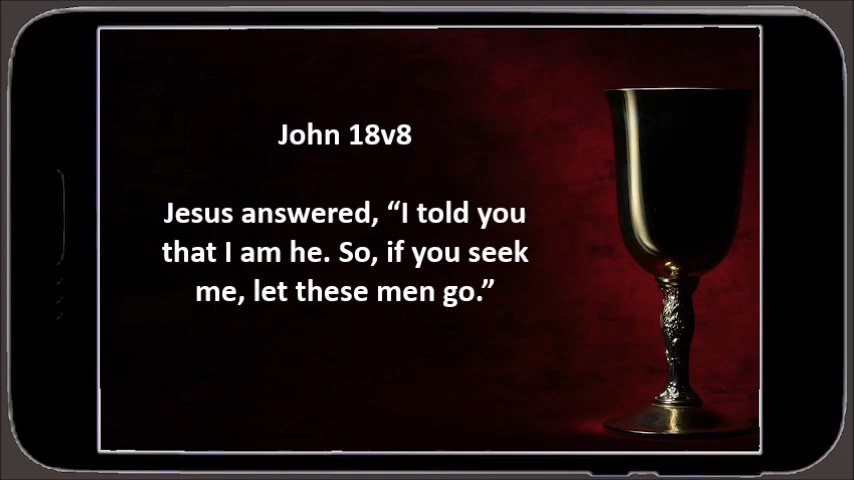 John 18v8
Jesus answered, “I told you
that I am he. So, if you seek
me, let these men go.”